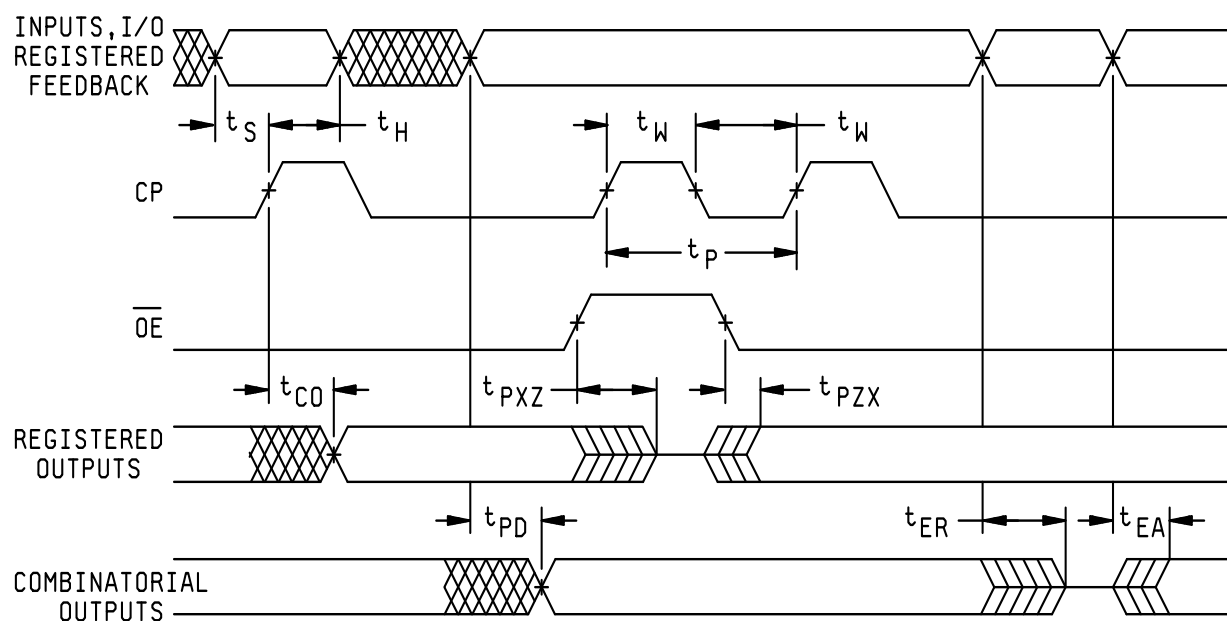 INPUTS, I/O
REGISTERED
FEEDBACK
tS tH tW tW
CP
tP
OE
tCO tPXZ tPZX
REGISTERED
OUTPUTS
tPD tER tEA
COMBINATORIAL
OUTPUTS